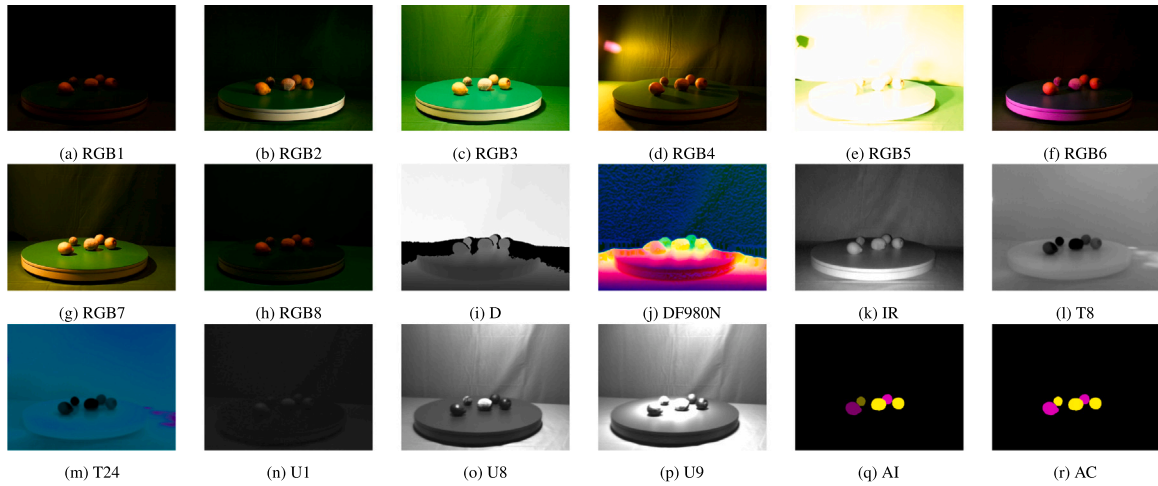 (a) RGB1 (b) RGB2 (c) RGB3 (d) RGB4 (e) RGB5 (f) RGB6
(g) RGB7 (h) RGB8 (i) D (j) DF980N (k) IR (l) T8
(m) T24 (n) U1 (o) U8 (p) U9 (q) AI (r) AC